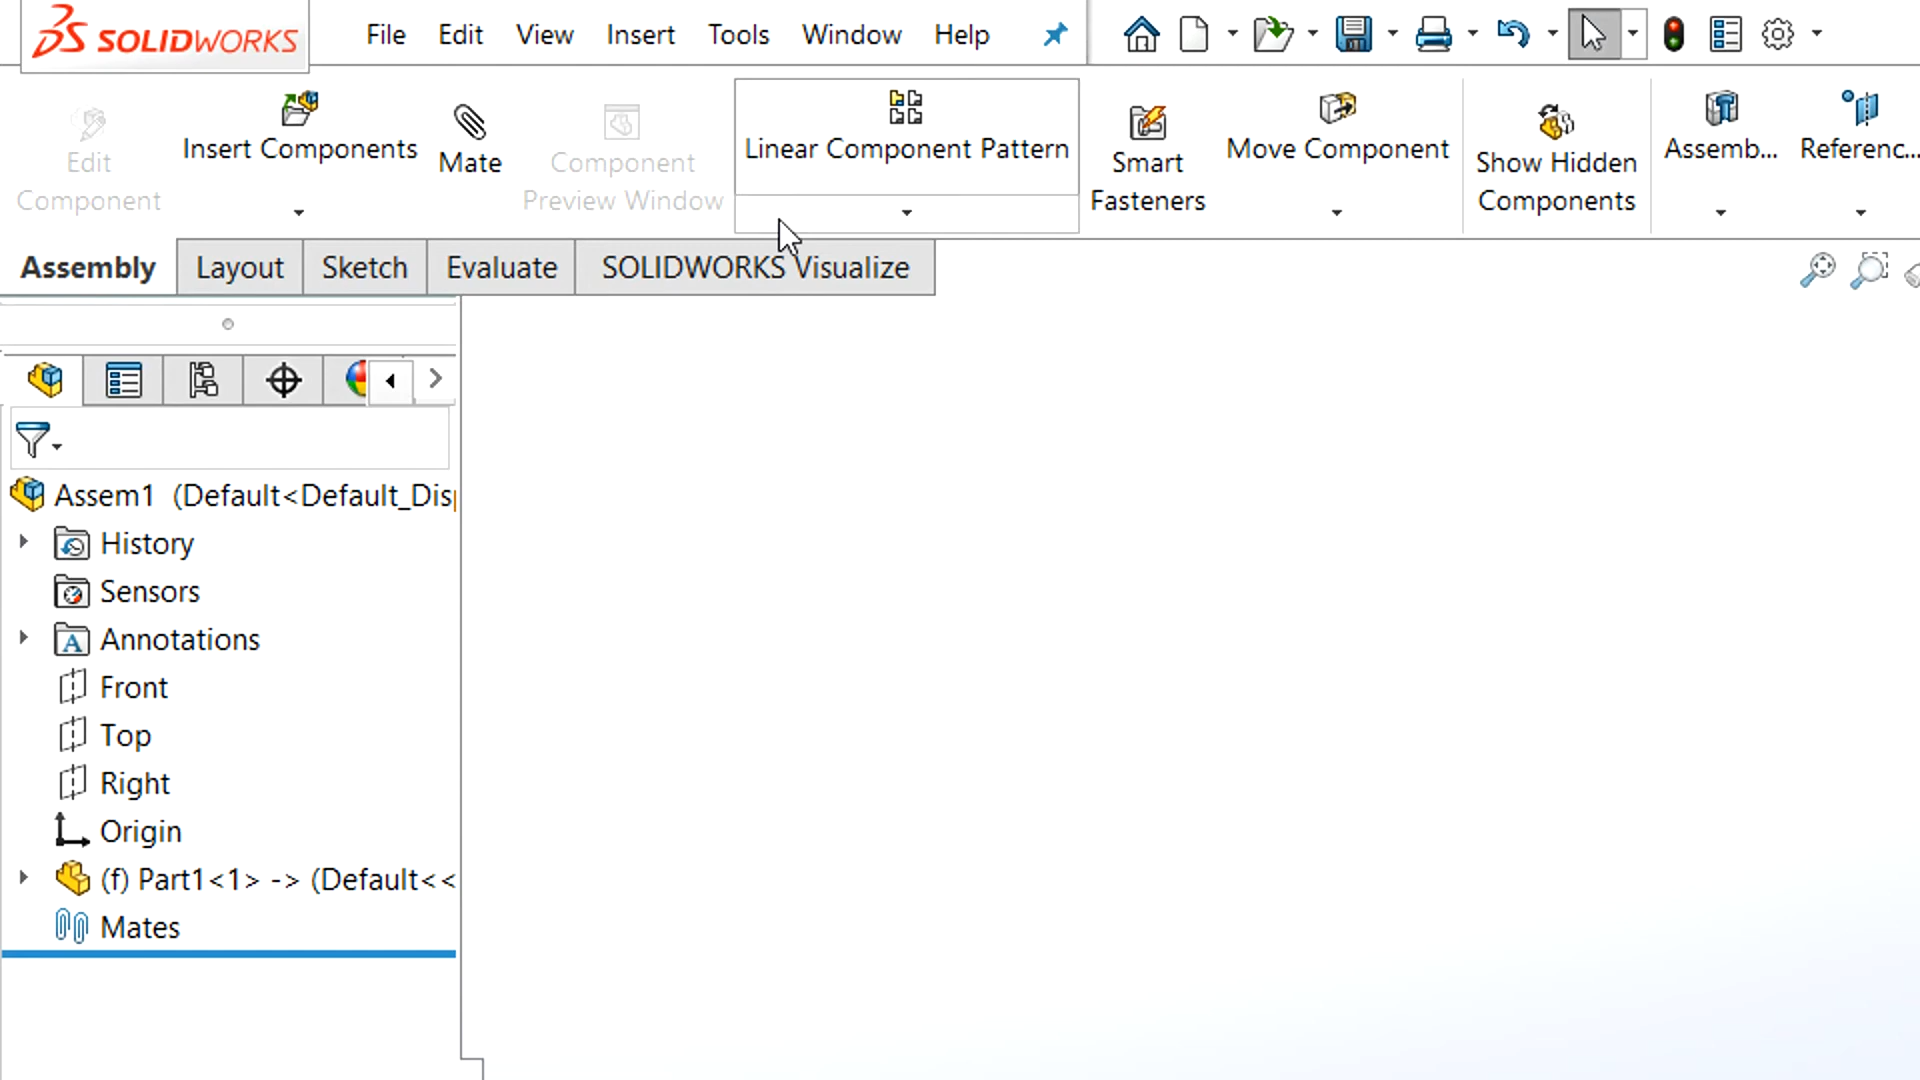 SOLIDWORKS File Edit View Insert Tools Window Help
Edit Component
Insert Components
Mate
Component Preview Window
Linear Component Pattern
Smart Fasteners
Move Component
Show Hidden Components
Assemb...
Referenc...
Assembly Layout Sketch Evaluate SOLIDWORKS Visualize
Assem1 (Default<Default_Disp
History
Sensors
Annotations
Front
Top
Right
Origin
(f) Part1<1> -> (Default<<
Mates